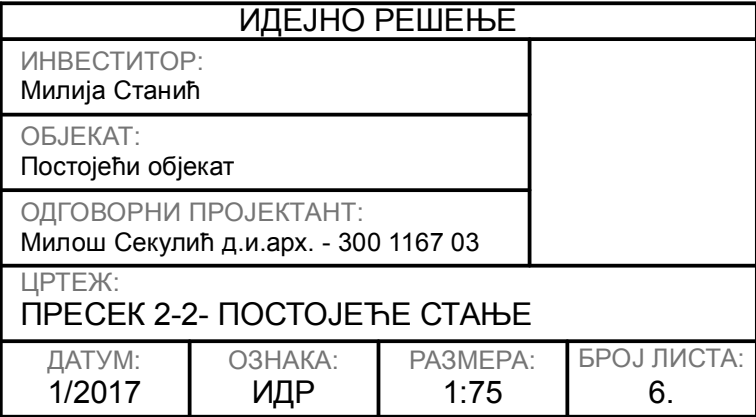 ИДЕЈНО РЕШЕЊЕ
ИНВЕСТИТОР:
Милија Станић
ОБЈЕКАТ:
Постојећи објекат
ОДГОВОРНИ ПРОЈЕКТАНТ:
Милош Секулић д.и.арх. - 300 1167 03
ЦРТЕЖ:
ПРЕСЕК 2-2- ПОСТОЈЕЋЕ СТАЊЕ
ДАТУМ: ОЗНАКА: РАЗМЕРА: БРОЈ ЛИСТА:
1/2017 ИДР 1:75 6.